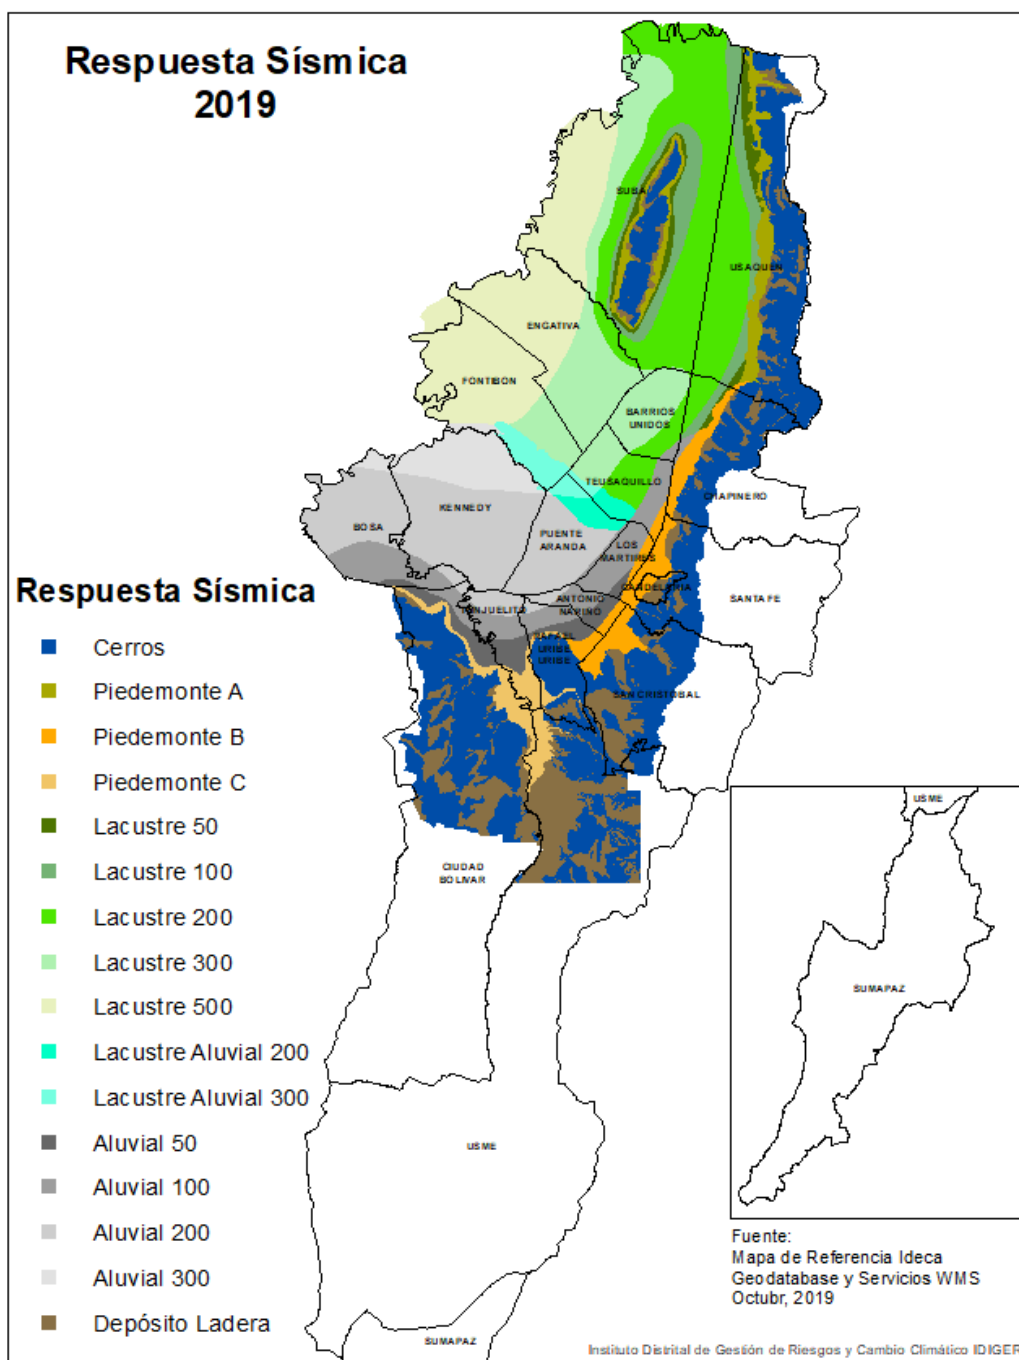 Respuesta Sísmica
2019
SUBA
USAQUEN
ENGATIVA
FONTIBON
BARRIOS
UNIDOS
TEUSAQUILLO
CHAPINERO
KENNEDY
BOSA
PUENTE
ARANDA
LOS
MARTIRES
CANDELARIA
SANTA FE
ANTONIO
NARIÑO
TUNJUELITO
RAFAEL
URIBE
URIBE
SAN CRISTOBAL
CIUDAD
BOLIVAR
USME
SUMAPAZ
Respuesta Sísmica
Cerros
Piedemonte A
Piedemonte B
Piedemonte C
Lacustre 50
Lacustre 100
Lacustre 200
Lacustre 300
Lacustre 500
Lacustre Aluvial 200
Lacustre Aluvial 300
Aluvial 50
Aluvial 100
Aluvial 200
Aluvial 300
Depósito Ladera
USME
SUMAPAZ
Fuente:
Mapa de Referencia Ideca
Geodatabase y Servicios WMS
Octubr, 2019
Instituto Distrital de Gestión de Riesgos y Cambio Climático IDIGER